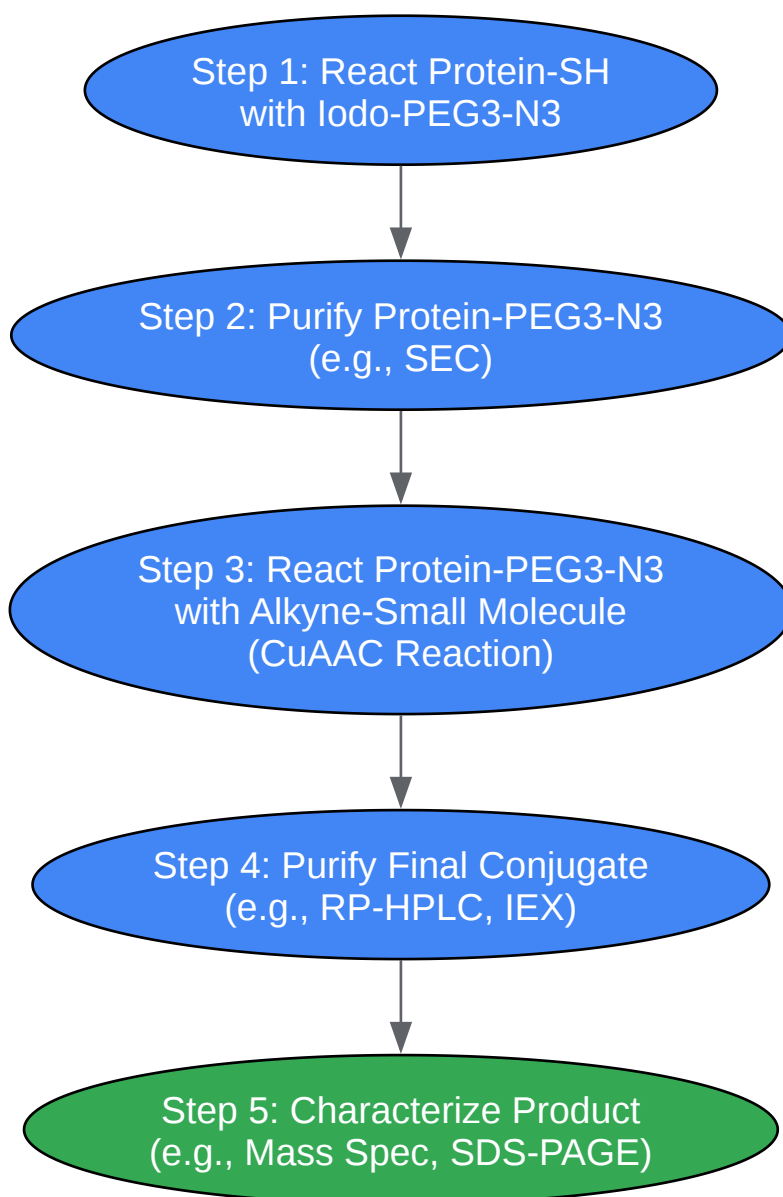 Step 1: React Protein-SH
with Iodo-PEG3-N3
Step 2: Purify Protein-PEG3-N3
(e.g., SEC)
Step 3: React Protein-PEG3-N3
with Alkyne-Small Molecule
(CuAAC Reaction)
Step 4: Purify Final Conjugate
(e.g., RP-HPLC, IEX)
Step 5: Characterize Product
(e.g., Mass Spec, SDS-PAGE)